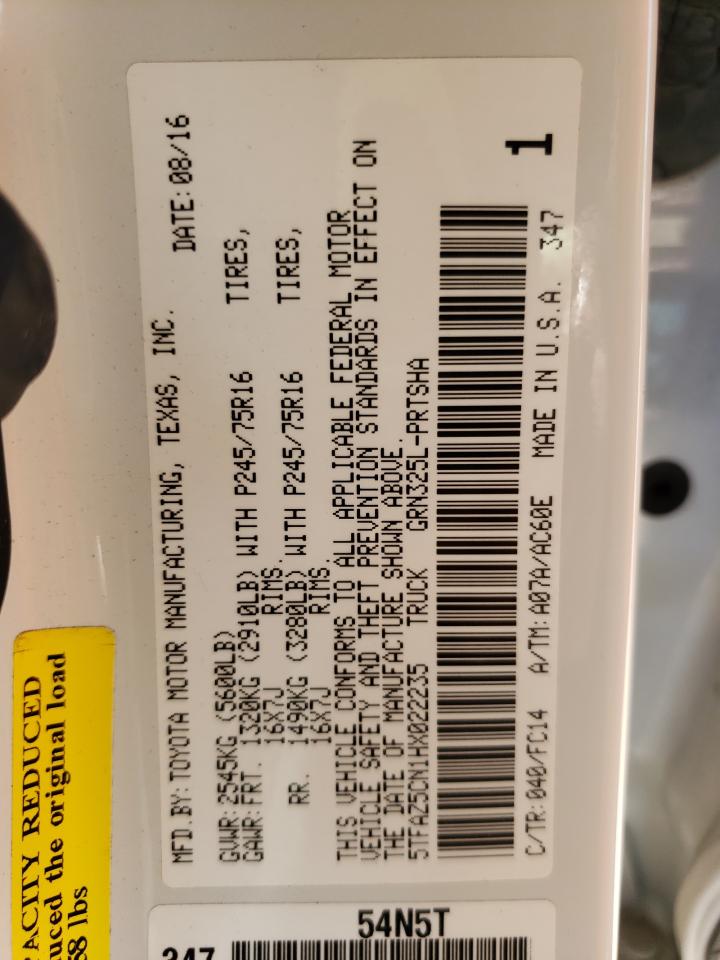 MFD.BY: TOYOTA MOTOR MANUFACTURING, TEXAS, INC. DATE: 08/16
GVWR: 2545KG (5600LB)
GAWR: FRT. 1320KG (2910LB) WITH P245/75R16 TIRES,
16X7J RIMS.
RR. 1490KG (3280LB) WITH P245/75R16 TIRES,
16X7J RIMS.
THIS VEHICLE CONFORMS TO ALL APPLICABLE FEDERAL MOTOR
VEHICLE SAFETY AND THEFT PREVENTION STANDARDS IN EFFECT ON
THE DATE OF MANUFACTURE SHOWN ABOVE.
5TFAZ5CN1HX022235 TRUCK GRN325L-PRTSHA
1
C/TR: 040/FC14 A/TM: A07A/AC60E MADE IN U.S.A. 347
REDUCED
the original load
lbs
54N5T
347